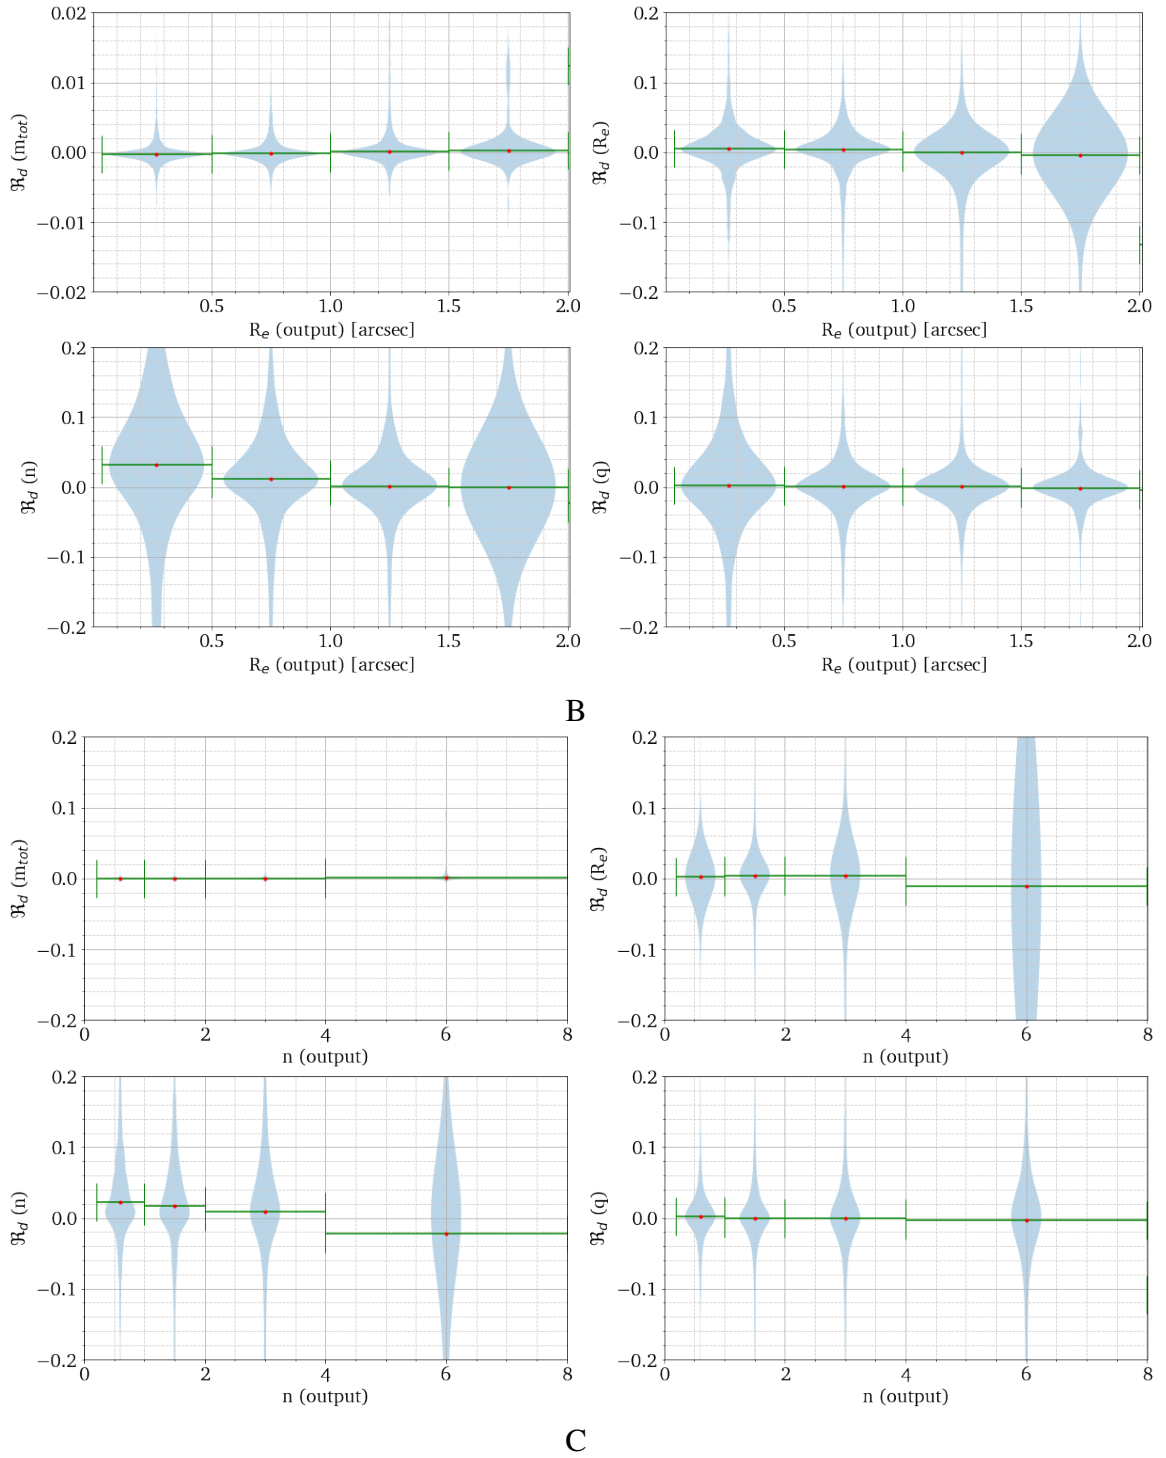 0.02
0.01
0.00
−0.01
−0.02
ℜd (mtot)
0.5 1.0 1.5 2.0
Re (output) [arcsec]
0.2
0.1
0.0
−0.1
−0.2
ℜd (Re)
0.5 1.0 1.5 2.0
Re (output) [arcsec]
0.2
0.1
0.0
−0.1
−0.2
ℜd (n)
0.5 1.0 1.5 2.0
Re (output) [arcsec]
0.2
0.1
0.0
−0.1
−0.2
ℜd (q)
0.5 1.0 1.5 2.0
Re (output) [arcsec]
B
0.2
0.1
0.0
−0.1
−0.2
ℜd (mtot)
0 2 4 6 8
n (output)
0.2
0.1
0.0
−0.1
−0.2
ℜd (Re)
0 2 4 6 8
n (output)
0.2
0.1
0.0
−0.1
−0.2
ℜd (n)
0 2 4 6 8
n (output)
0.2
0.1
0.0
−0.1
−0.2
ℜd (q)
0 2 4 6 8
n (output)
C